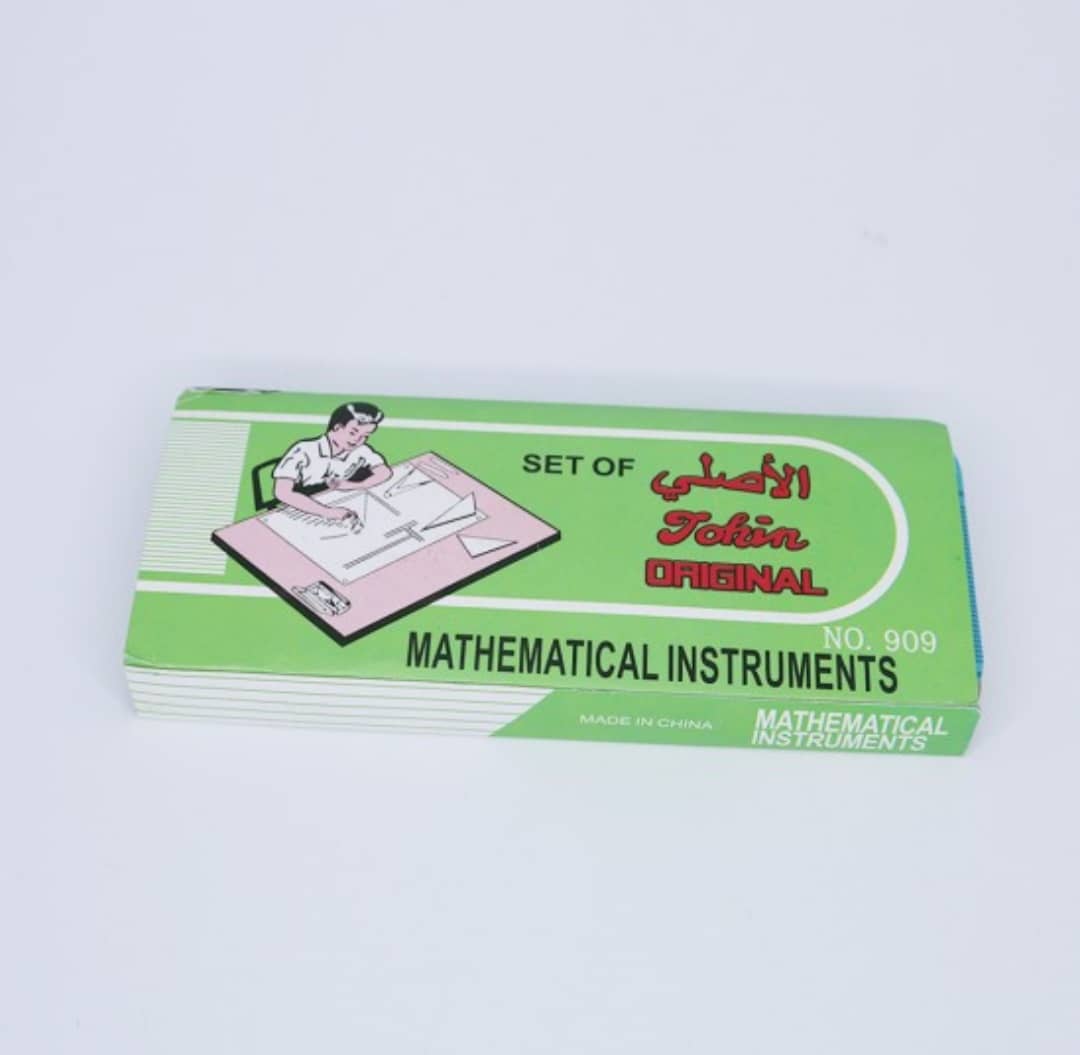 SET OF الأصلي
Tokin
ORIGINAL
NO. 909
MATHEMATICAL INSTRUMENTS
MADE IN CHINA
MATHEMATICAL
INSTRUMENTS